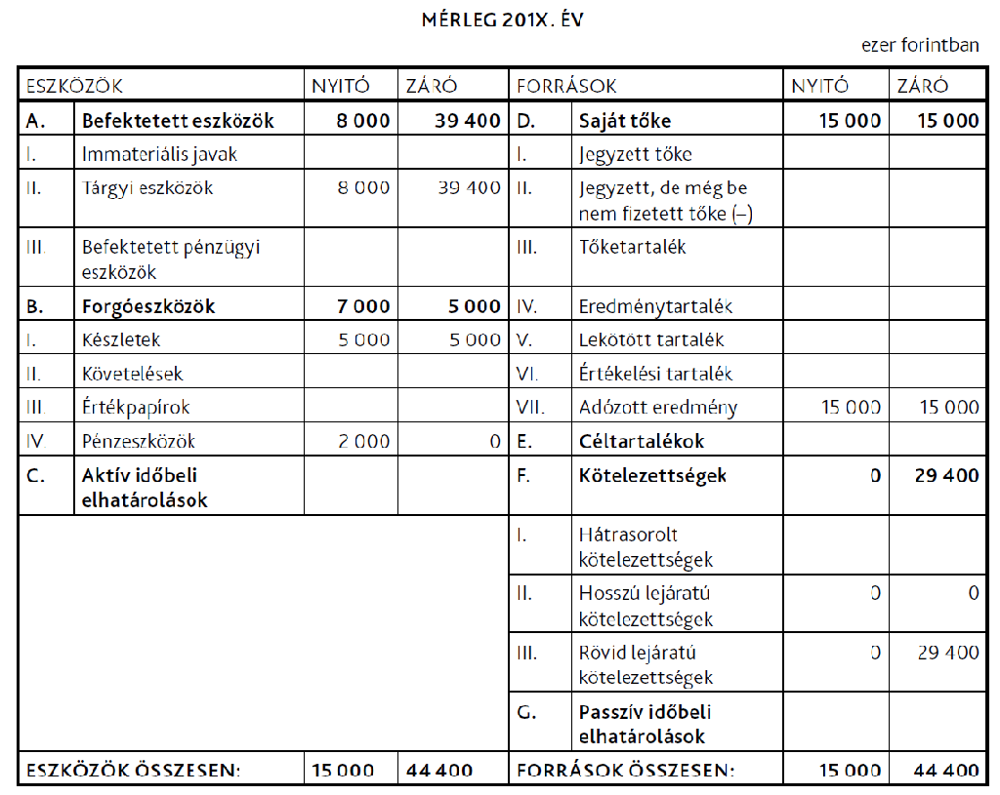 MÉRLEG 201X. ÉV
ezer forintban
ESZKÖZÖK NYITÓ ZÁRÓ FORRÁSOK NYITÓ ZÁRÓ
A. Befektetett eszközök 8 000 39 400 D. Saját tőke 15 000 15 000
I. Immateriális javak I. Jegyzett tőke
II. Tárgyi eszközök 8 000 39 400 II. Jegyzett, de még be
nem fizetett tőke (–)
III. Befektetett pénzügyi III. Tőketartalék
eszközök
B. Forgóeszközök 7 000 5 000 IV. Eredménytartalék
I. Készletek 5 000 5 000 V. Lekötött tartalék
II. Követelések VI. Értékelési tartalék
III. Értékpapírok VII. Adózott eredmény 15 000 15 000
IV. Pénzeszközök 2 000 0 E. Céltartalékok
C. Aktív időbeli F. Kötelezettségek 0 29 400
elhatárolások
I. Hátrasorolt
kötelezettségek
II. Hosszú lejáratú 0 0
kötelezettségek
III. Rövid lejáratú 0 29 400
kötelezettségek
G. Passzív időbeli
elhatárolások
ESZKÖZÖK ÖSSZESEN: 15 000 44 400 FORRÁSOK ÖSSZESEN: 15 000 44 400